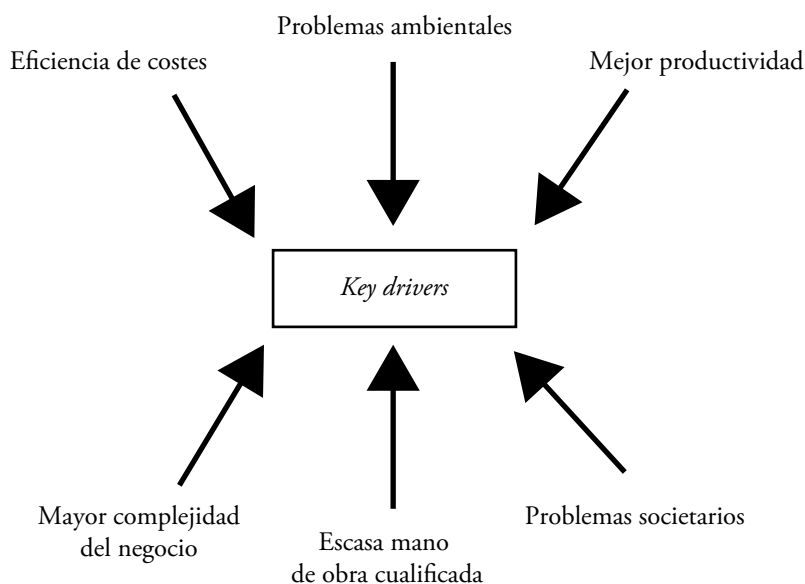 Problemas ambientales
Eficiencia de costes
Mejor productividad
Key drivers
Mayor complejidad
del negocio
Escasa mano
de obra cualificada
Problemas societarios